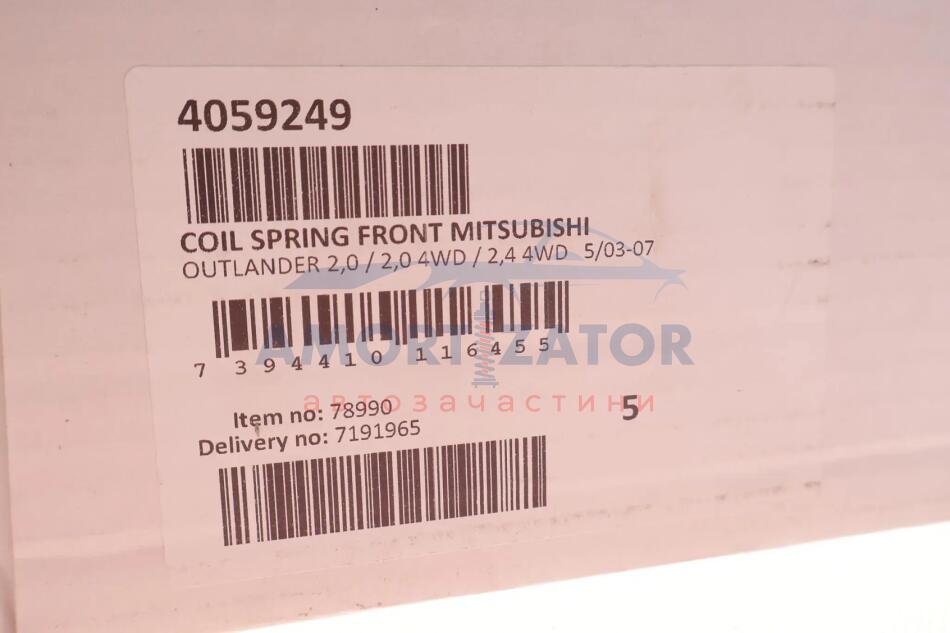 4059249
COIL SPRING FRONT MITSUBISHI
OUTLANDER 2,0 / 2,0 4WD / 2,4 4WD 5/03-07
7 394410 116455
AMORTIZATOR
автозачастини
Item no: 78990
5
Delivery no: 7191965